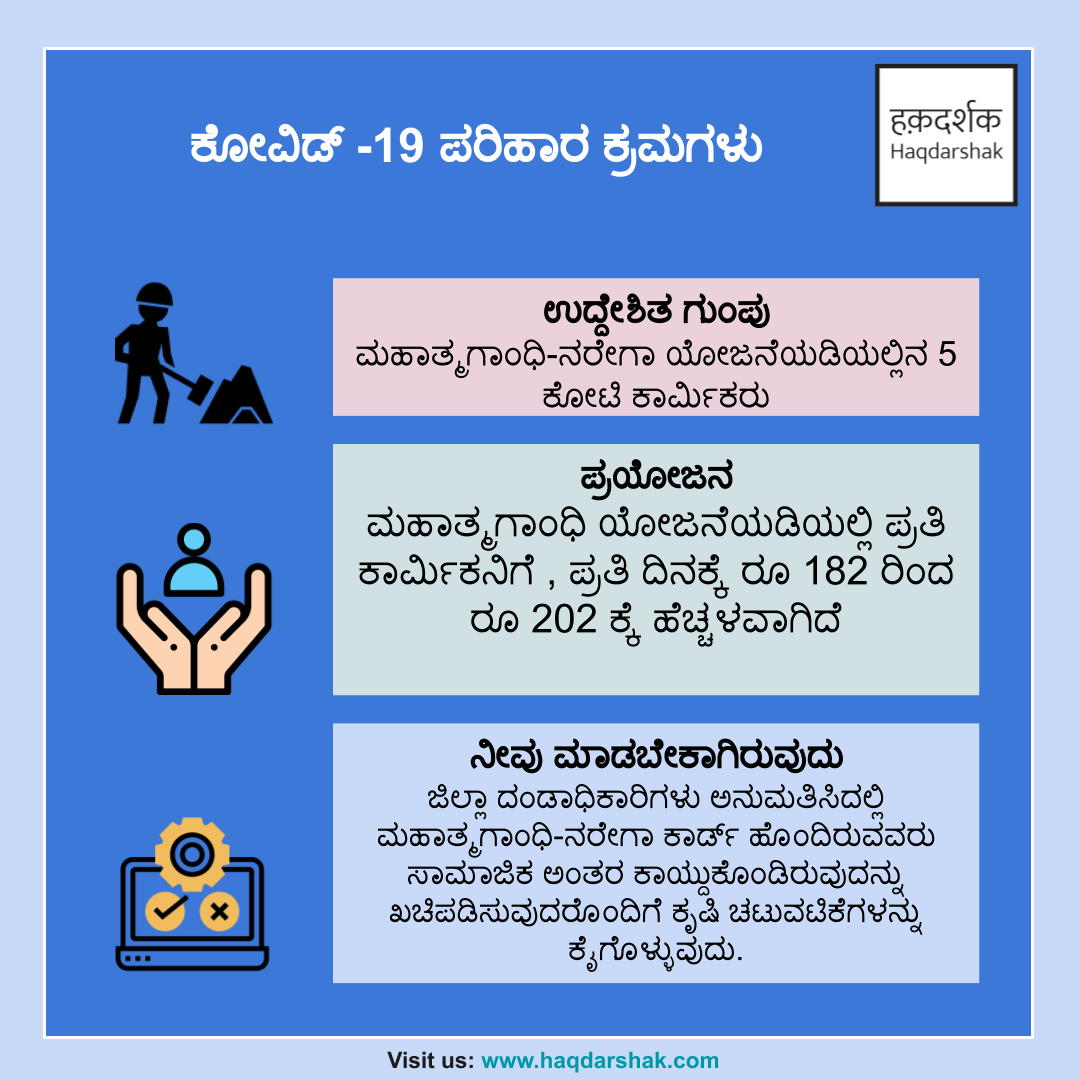 ಕೋವಿಡ್ -19 ಪರಿಹಾರ ಕ್ರಮಗಳು
हक़दर्शक
Haqdarshak
ಉದ್ದೇಶಿತ ಗುಂಪು
ಮಹಾತ್ಮಗಾಂಧಿ-ನರೇಗಾ ಯೋಜನೆಯಡಿಯಲ್ಲಿನ 5
ಕೋಟಿ ಕಾರ್ಮಿಕರು
ಪ್ರಯೋಜನ
ಮಹಾತ್ಮಗಾಂಧಿ ಯೋಜನೆಯಡಿಯಲ್ಲಿ ಪ್ರತಿ
ಕಾರ್ಮಿಕನಿಗೆ , ಪ್ರತಿ ದಿನಕ್ಕೆ ರೂ 182 ರಿಂದ
ರೂ 202 ಕ್ಕೆ ಹೆಚ್ಚಳವಾಗಿದೆ
ನೀವು ಮಾಡಬೇಕಾಗಿರುವುದು
ಜಿಲ್ಲಾ ದಂಡಾಧಿಕಾರಿಗಳು ಅನುಮತಿಸಿದಲ್ಲಿ
ಮಹಾತ್ಮಗಾಂಧಿ-ನರೇಗಾ ಕಾರ್ಡ್ ಹೊಂದಿರುವವರು
ಸಾಮಾಜಿಕ ಅಂತರ ಕಾಯ್ದುಕೊಂಡಿರುವುದನ್ನು
ಖಚಿಪಡಿಸುವುದರೊಂದಿಗೆ ಕೃಷಿ ಚಟುವಟಿಕೆಗಳನ್ನು
ಕೈಗೊಳ್ಳುವುದು.
Visit us: www.haqdarshak.com